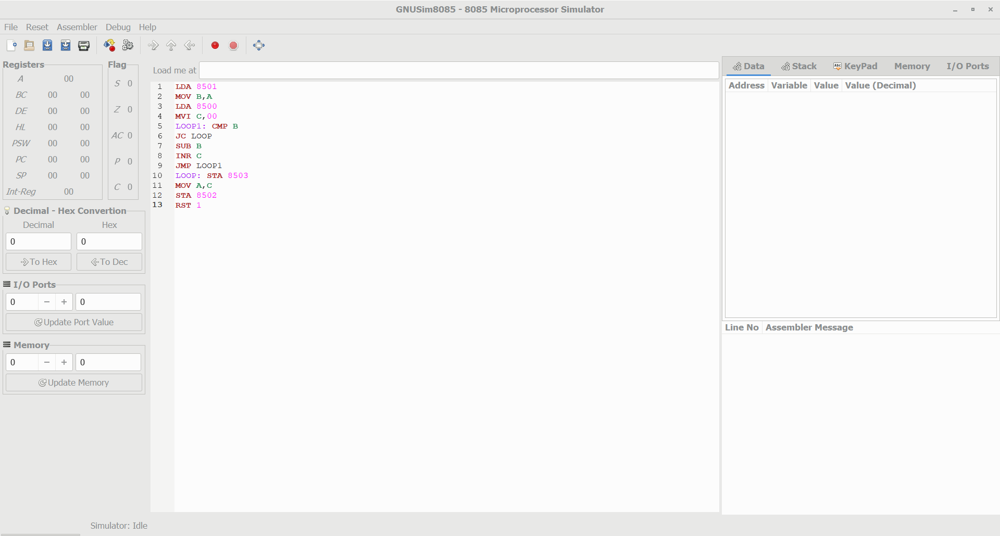 GNUSim8085 - 8085 Microprocessor Simulator
File Reset Assembler Debug Help
Registers
A 00
BC 00 00
DE 00 00
HL 00 00
PSW 00 00
PC 00 00
SP 00 00
Int-Reg 00
Flag
S 0
Z 0
AC 0
P 0
C 0
Decimal - Hex Convertion
Decimal Hex
0 0
To Hex To Dec
I/O Ports
0 − + 0
Update Port Value
Memory
0 − + 0
Update Memory
Load me at
1 LDA 8501
2 MOV B,A
3 LDA 8500
4 MVI C,00
5 LOOP1: CMP B
6 JC LOOP
7 SUB B
8 INR C
9 JMP LOOP1
10 LOOP: STA 8503
11 MOV A,C
12 STA 8502
13 RST 1
Data Stack Abc KeyPad Memory I/O Ports
Address Variable Value Value (Decimal)
Line No Assembler Message
Simulator: Idle